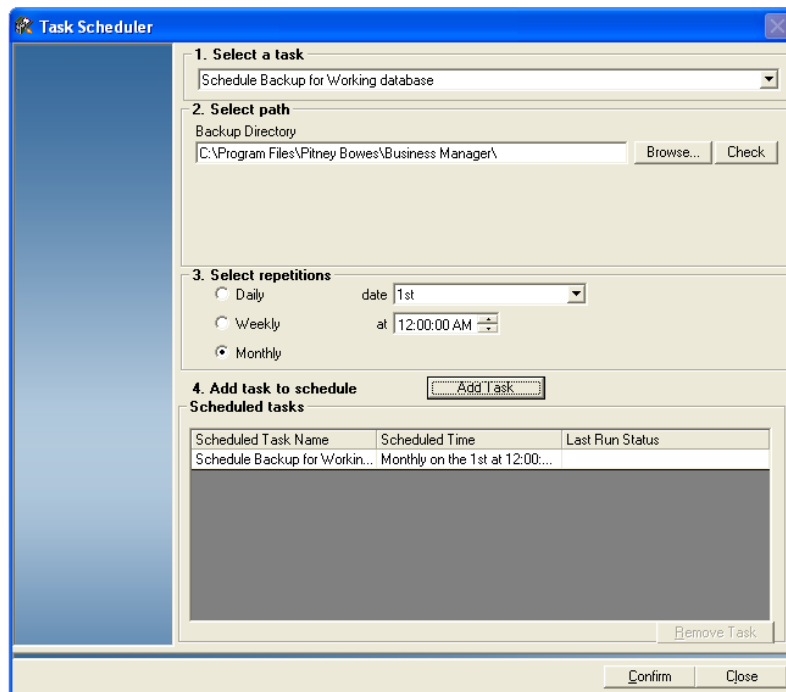 Task Scheduler
1. Select a task
Schedule Backup for Working database
2. Select path
Backup Directory
C:\Program Files\Pitney Bowes\Business Manager\ Browse... Check
3. Select repetitions
Daily date 1st
Weekly at 12:00:00 AM
Monthly
4. Add task to schedule Add Task
Scheduled tasks
Scheduled Task Name Scheduled Time Last Run Status
Schedule Backup for Workin... Monthly on the 1st at 12:00:...
Remove Task
Confirm Close